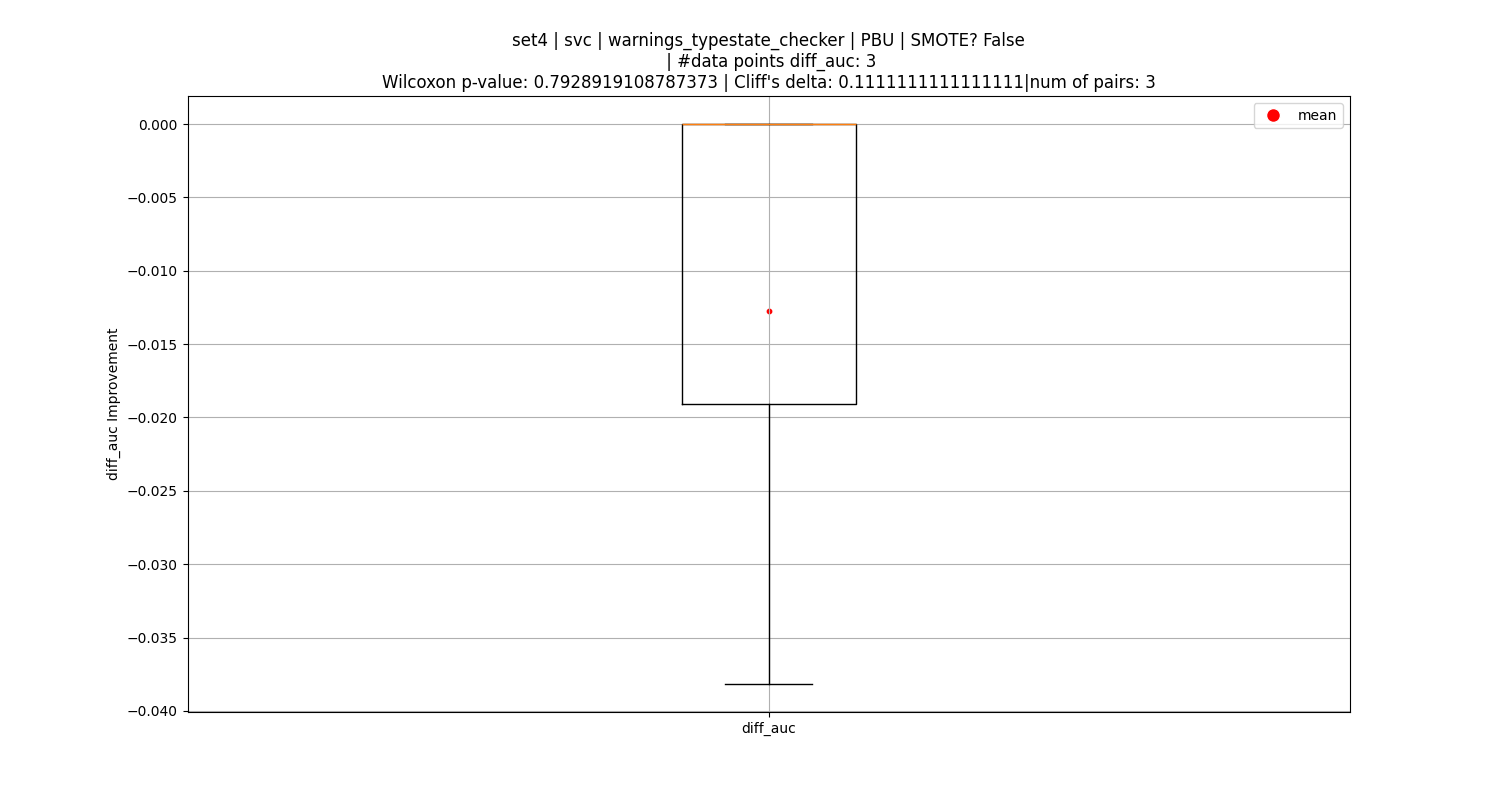 set4 | svc | warnings_typestate_checker | PBU | SMOTE? False
| #data points diff_auc: 3
Wilcoxon p-value: 0.7928919108787373 | Cliff's delta: 0.1111111111111111|num of pairs: 3
mean
0.000
−0.005
−0.010
−0.015
−0.020
−0.025
−0.030
−0.035
−0.040
diff_auc Improvement
diff_auc